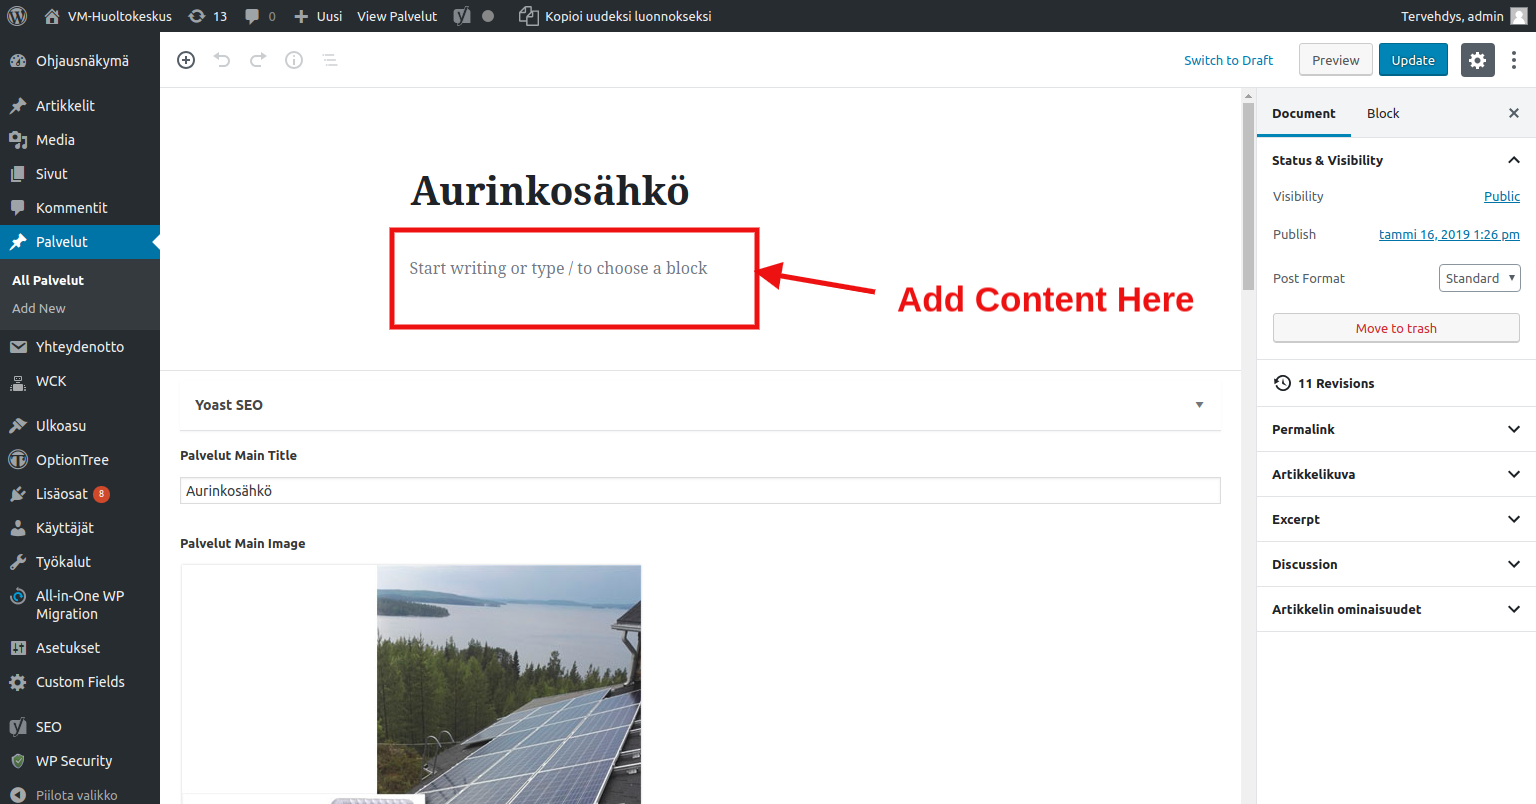 VM-Huoltokeskus
13
0
Uusi
View Palvelut
Kopioi uudeksi luonnokseksi
Tervehdys, admin
Ohjausnäkymä
Artikkelit
Media
Sivut
Kommentit
Palvelut
All Palvelut
Add New
Yhteydenotto
WCK
Ulkoasu
OptionTree
Lisäosat 8
Käyttäjät
Työkalut
All-in-One WP
Migration
Asetukset
Custom Fields
SEO
WP Security
Piilota valikko
Switch to Draft
Preview
Update
Aurinkosähkö
Start writing or type / to choose a block
Add Content Here
Yoast SEO
Palvelut Main Title
Aurinkosähkö
Palvelut Main Image
Document
Block
Status & Visibility
Visibility
Public
Publish
tammi 16, 2019 1:26 pm
Post Format
Standard
Move to trash
11 Revisions
Permalink
Artikkelikuva
Excerpt
Discussion
Artikkelin ominaisuudet